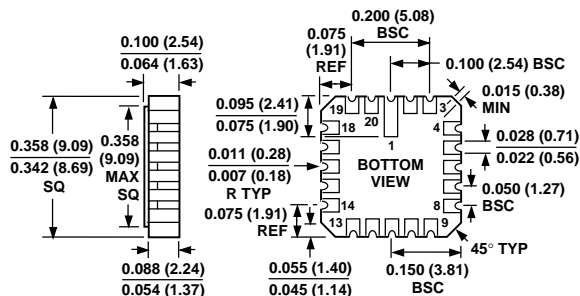 0.100 (2.54)
0.064 (1.63)
0.075
(1.91)
REF
0.200 (5.08)
BSC
0.100 (2.54) BSC
0.015 (0.38)
MIN
0.358 (9.09)
0.342 (8.69)
SQ
0.358
(9.09)
MAX
SQ
0.095 (2.41)
0.075 (1.90)
0.011 (0.28)
0.007 (0.18)
R TYP
0.075 (1.91)
REF
19
20
3
18
4
1
BOTTOM
VIEW
14
8
13
9
0.028 (0.71)
0.022 (0.56)
0.050 (1.27)
BSC
45° TYP
0.088 (2.24)
0.054 (1.37)
0.055 (1.40)
0.045 (1.14)
0.150 (3.81)
BSC